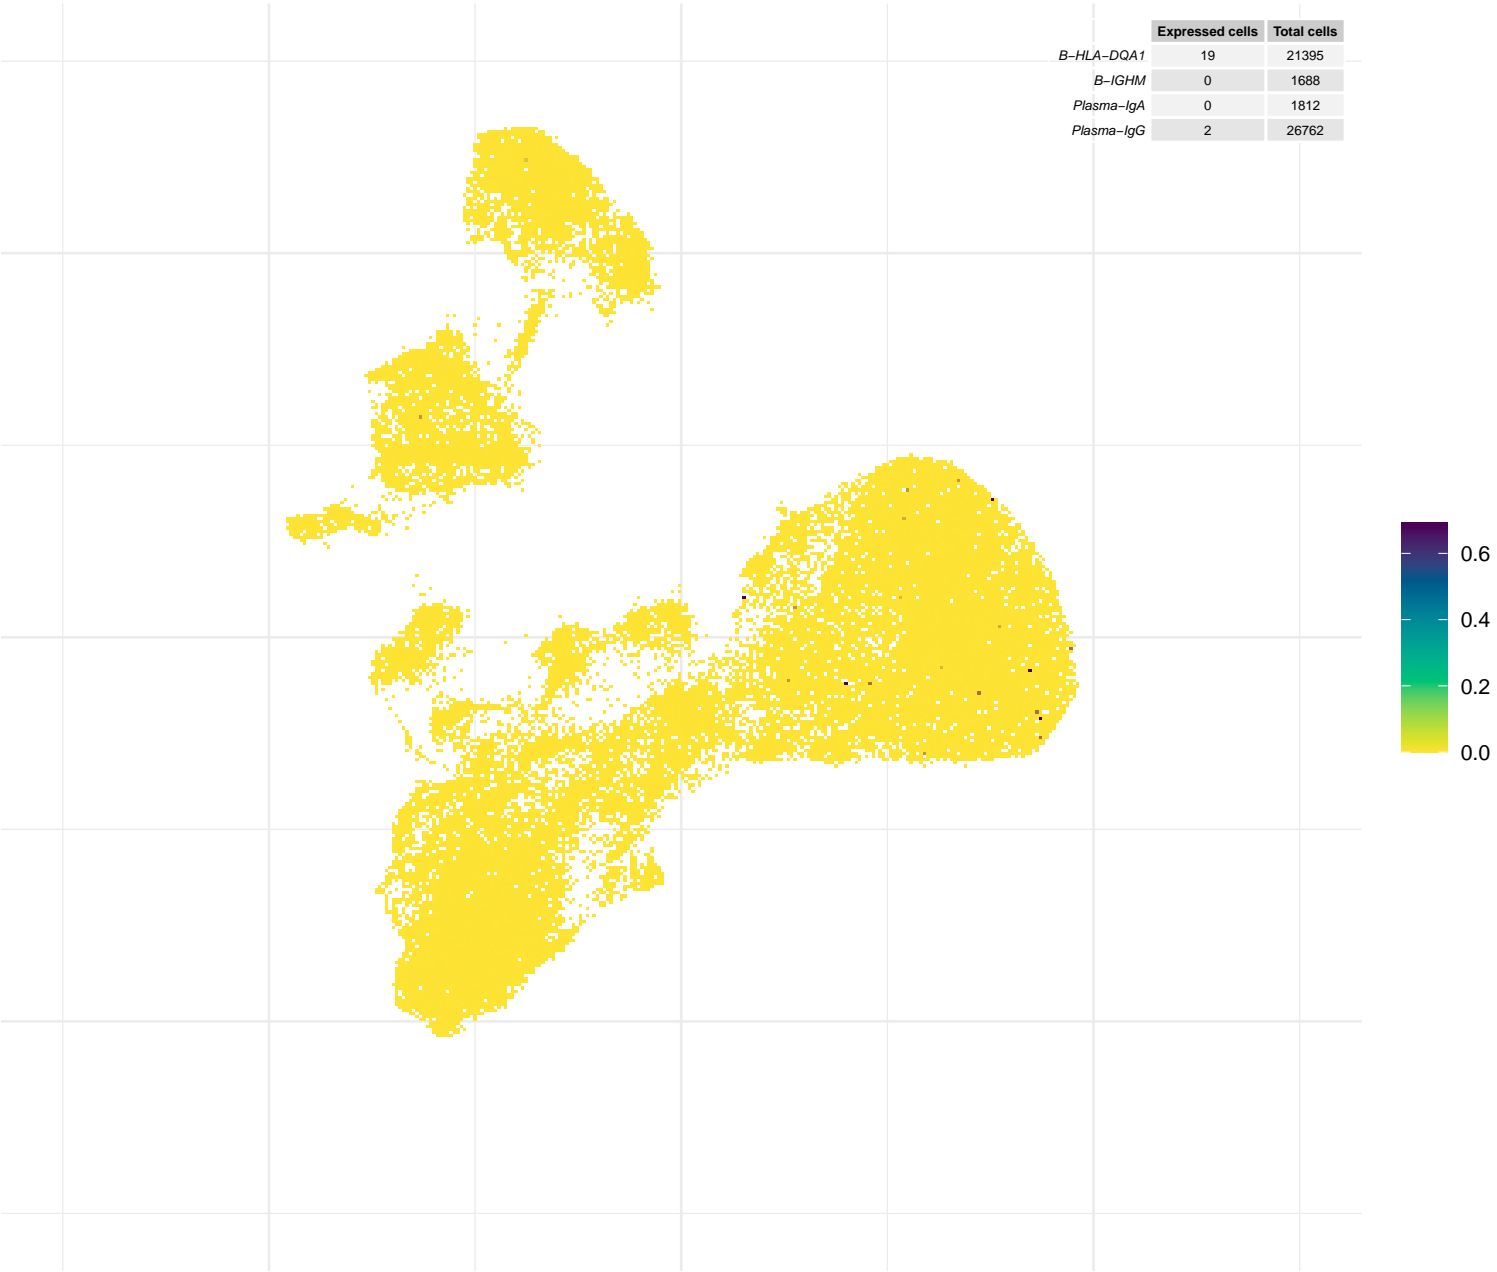 Expressed cells Total cells
B-HLA-DQA1 19 21395
B-IGHM 0 1688
Plasma-IgA 0 1812
Plasma-IgG 2 26762
0.6
0.4
0.2
0.0